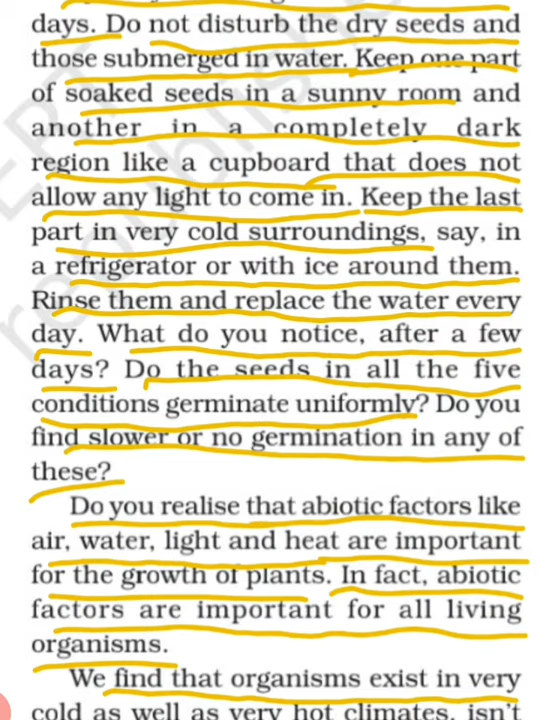 days. Do not disturb the dry seeds and
those submerged in water. Keep one part
of soaked seeds in a sunny room and
another in a completely dark
region like a cupboard that does not
allow any light to come in. Keep the last
part in very cold surroundings, say, in
a refrigerator or with ice around them.
Rinse them and replace the water every
day. What do you notice, after a few
days? Do the seeds in all the five
conditions germinate uniformly? Do you
find slower or no germination in any of
these?
Do you realise that abiotic factors like
air, water, light and heat are important
for the growth of plants. In fact, abiotic
factors are important for all living
organisms.
We find that organisms exist in very
cold as well as very hot climates, isn't